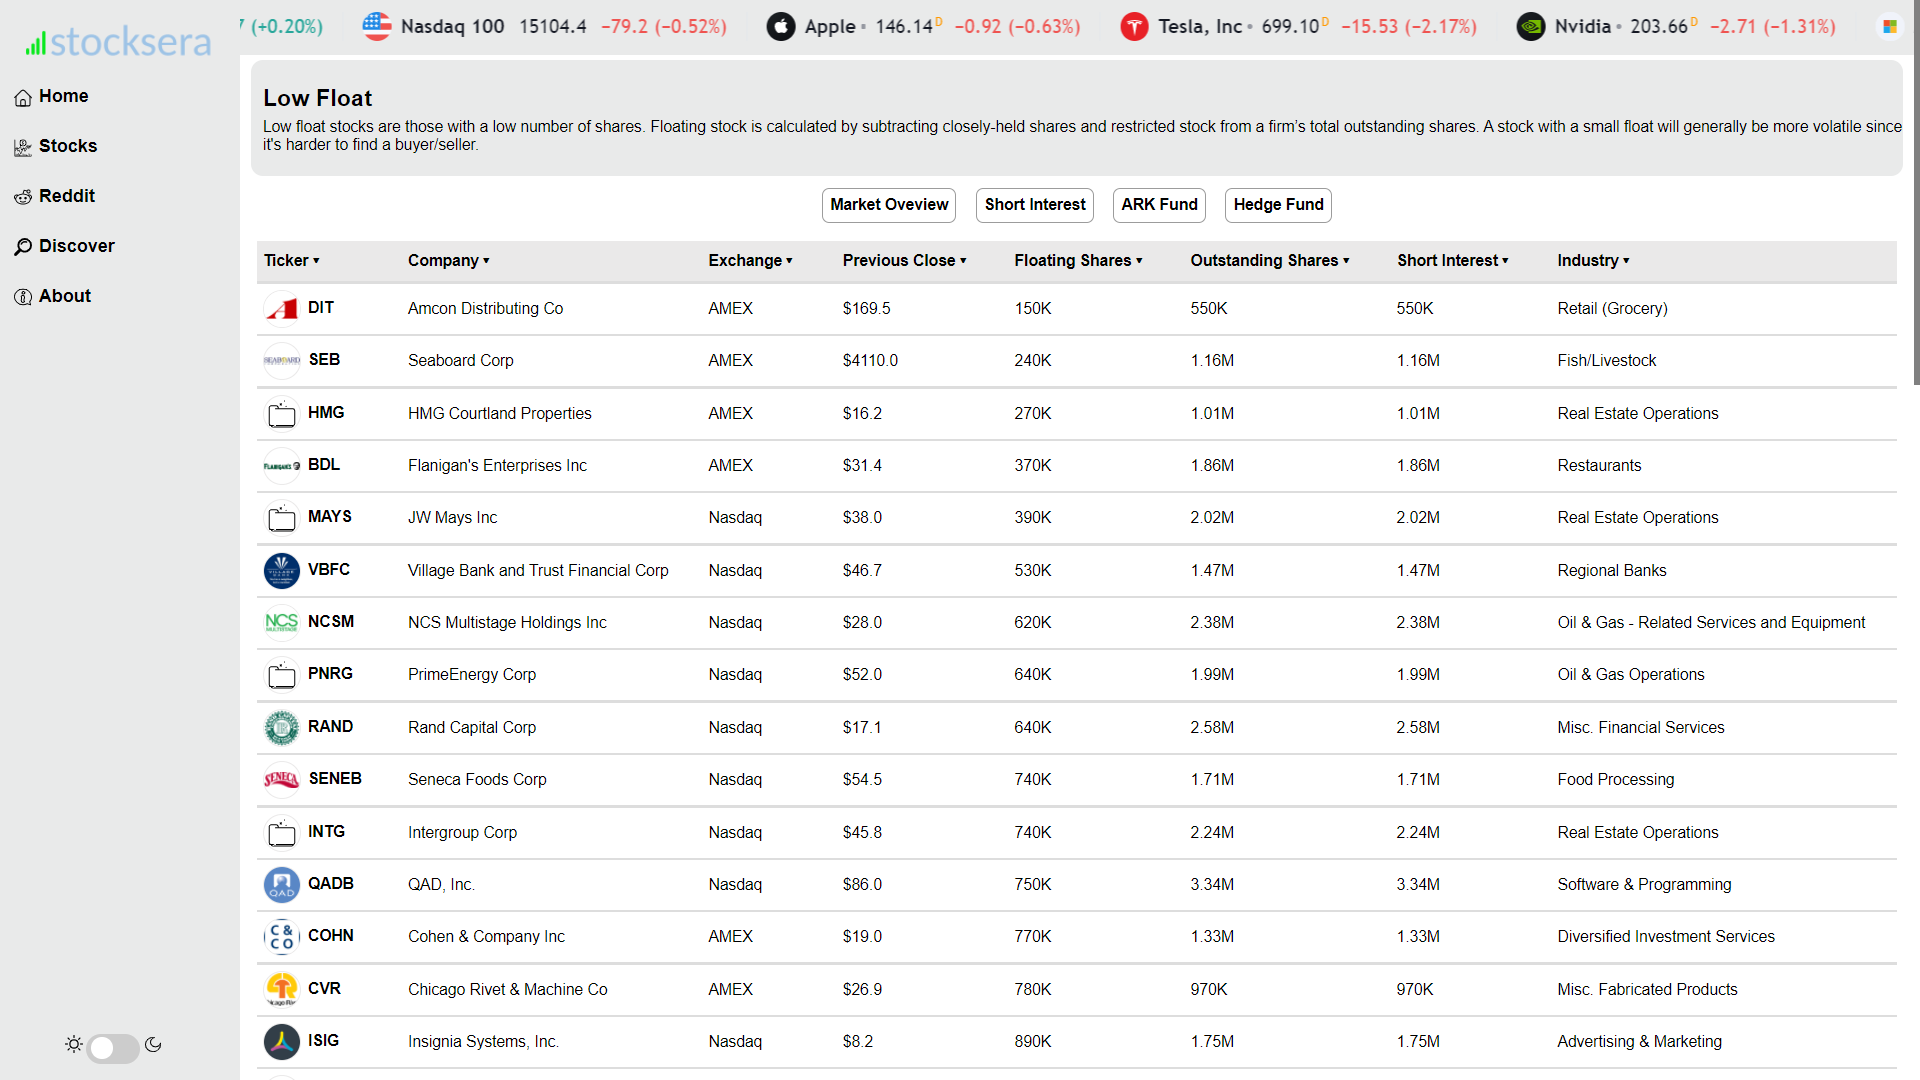 stocksera
7 (+0.20%) Nasdaq 100 15104.4 −79.2 (−0.52%) Apple 146.14 D −0.92 (−0.63%) Tesla, Inc 699.10 D −15.53 (−2.17%) Nvidia 203.66 D −2.71 (−1.31%)
Home
Stocks
Reddit
Discover
About
Low Float
Low float stocks are those with a low number of shares. Floating stock is calculated by subtracting closely-held shares and restricted stock from a firm's total outstanding shares. A stock with a small float will generally be more volatile since
it's harder to find a buyer/seller.
Market Oveview Short Interest ARK Fund Hedge Fund
Ticker ▾ Company ▾ Exchange ▾ Previous Close ▾ Floating Shares ▾ Outstanding Shares ▾ Short Interest ▾ Industry ▾
DIT Amcon Distributing Co AMEX $169.5 150K 550K 550K Retail (Grocery)
SEABOARD SEB Seaboard Corp AMEX $4110.0 240K 1.16M 1.16M Fish/Livestock
HMG HMG Courtland Properties AMEX $16.2 270K 1.01M 1.01M Real Estate Operations
FLANIGAN'S BDL Flanigan's Enterprises Inc AMEX $31.4 370K 1.86M 1.86M Restaurants
MAYS JW Mays Inc Nasdaq $38.0 390K 2.02M 2.02M Real Estate Operations
VBFC Village Bank and Trust Financial Corp Nasdaq $46.7 530K 1.47M 1.47M Regional Banks
NCS MULTISTAGE NCSM NCS Multistage Holdings Inc Nasdaq $28.0 620K 2.38M 2.38M Oil & Gas - Related Services and Equipment
PNRG PrimeEnergy Corp Nasdaq $52.0 640K 1.99M 1.99M Oil & Gas Operations
RAND Rand Capital Corp Nasdaq $17.1 640K 2.58M 2.58M Misc. Financial Services
SENECA SENEB Seneca Foods Corp Nasdaq $54.5 740K 1.71M 1.71M Food Processing
INTG Intergroup Corp Nasdaq $45.8 740K 2.24M 2.24M Real Estate Operations
QAD QADB QAD, Inc. Nasdaq $86.0 750K 3.34M 3.34M Software & Programming
C & CO COHN Cohen & Company Inc AMEX $19.0 770K 1.33M 1.33M Diversified Investment Services
CVR Chicago Rivet & Machine Co AMEX $26.9 780K 970K 970K Misc. Fabricated Products
ISIG Insignia Systems, Inc. Nasdaq $8.2 890K 1.75M 1.75M Advertising & Marketing